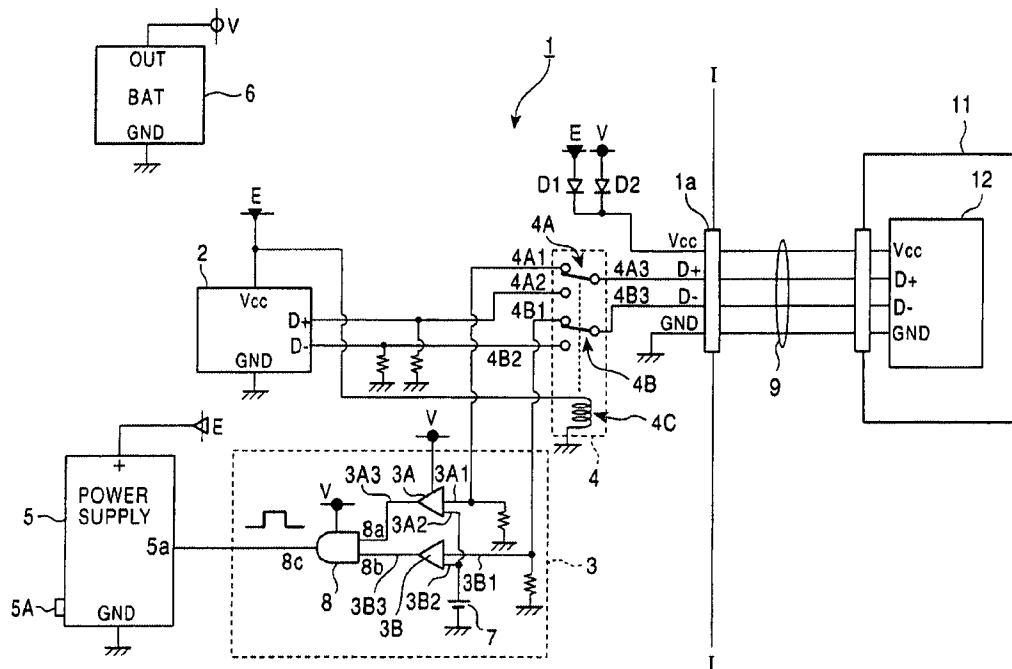 V
OUT
BAT
GND
6
1
I
E V
D1 D2
1a
11
12
E
2
Vcc
D+
D-
GND
4A
4A1
4A2
4A3
4B1
4B3
4B2
4B
4C
4
Vcc
D+
D-
GND
9
Vcc
D+
D-
GND
E
+
POWER
SUPPLY
5
5a
5A
GND
V
V
3A3 3A 3A1
3A2
8a
8b
8c
8
3B3
3B
3B2
3B1
7
3
I